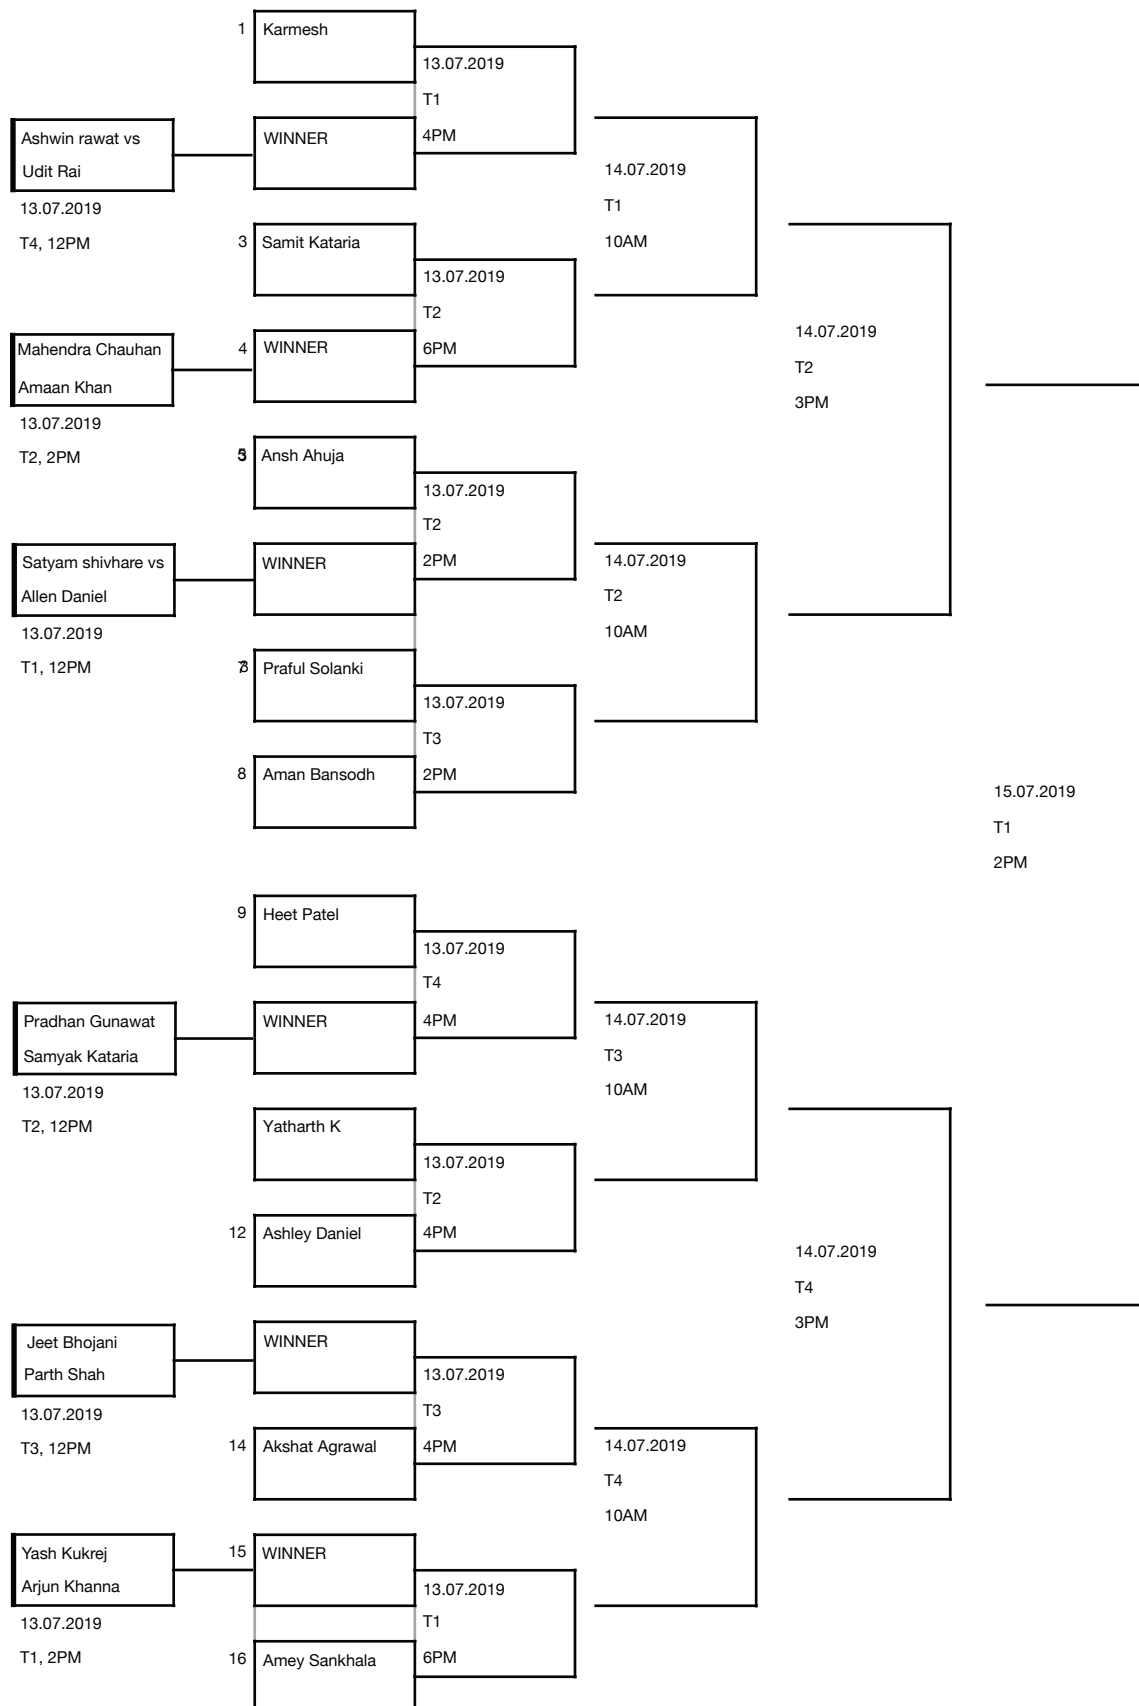 1 Karmesh
13.07.2019
T1
4PM
Ashwin rawat vs
Udit Rai
13.07.2019
T4, 12PM
WINNER
14.07.2019
T1
10AM
3 Samit Kataria
13.07.2019
T2
6PM
Mahendra Chauhan
Amaan Khan
13.07.2019
T2, 2PM
4 WINNER
14.07.2019
T2
3PM
Ansh Ahuja
13.07.2019
T2
2PM
Satyam shivhare vs
Allen Daniel
13.07.2019
T1, 12PM
WINNER
14.07.2019
T2
10AM
Praful Solanki
13.07.2019
T3
2PM
8 Aman Bansodh
15.07.2019
T1
2PM
9 Heet Patel
13.07.2019
T4
4PM
Pradhan Gunawat
Samyak Kataria
13.07.2019
T2, 12PM
WINNER
14.07.2019
T3
10AM
Yatharth K
13.07.2019
T2
4PM
12 Ashley Daniel
14.07.2019
T4
3PM
Jeet Bhojani
Parth Shah
13.07.2019
T3, 12PM
WINNER
13.07.2019
T3
4PM
14 Akshat Agrawal
14.07.2019
T4
10AM
Yash Kukrej
Arjun Khanna
13.07.2019
T1, 2PM
15 WINNER
13.07.2019
T1
6PM
16 Amey Sankhala